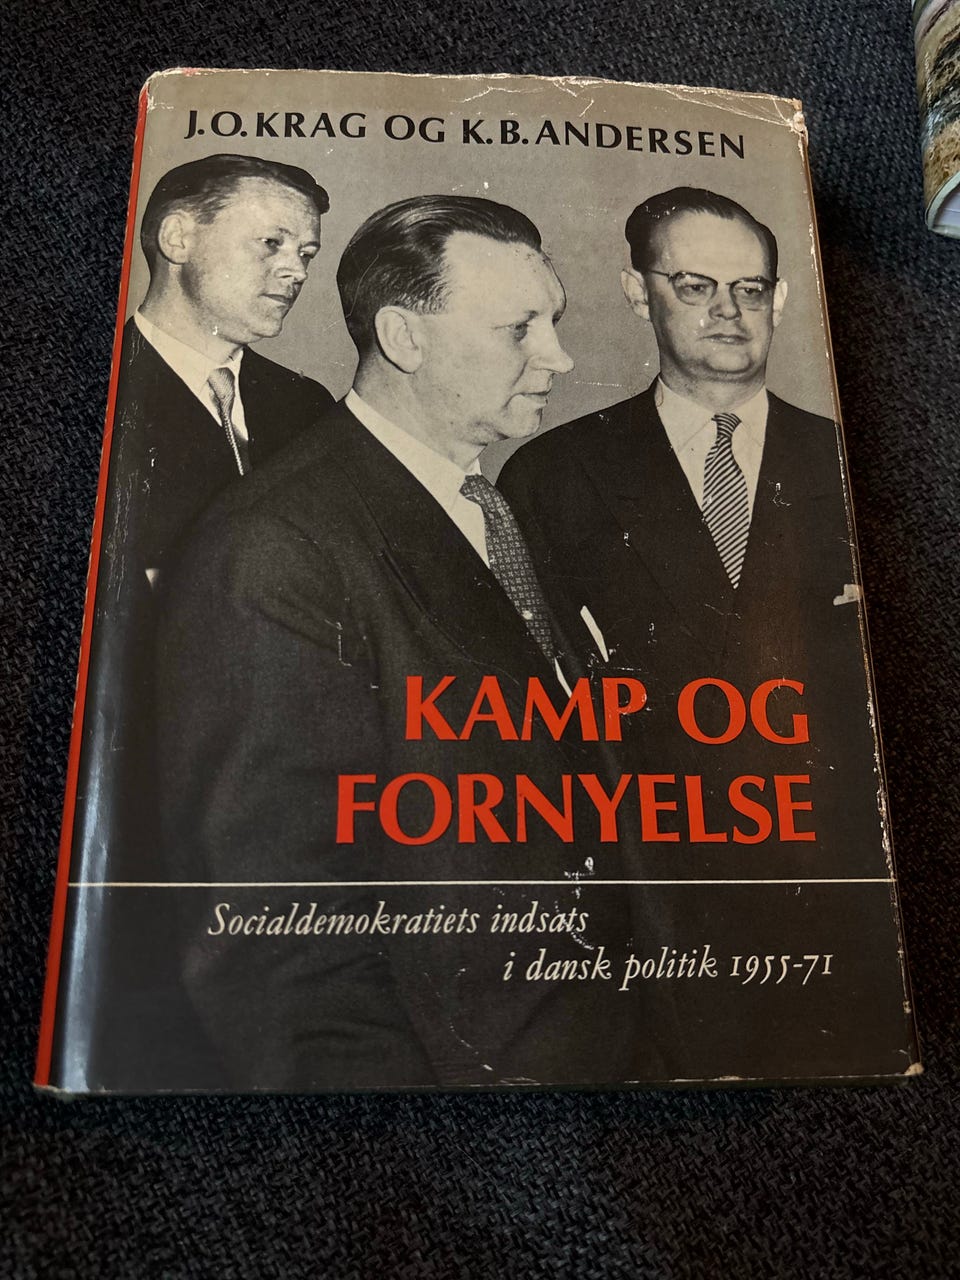 J.O.KRAG OG K.B.ANDERSEN
KAMP OG
FORNYELSE
Socialdemokratiets indsats
i dansk politik 1955-71